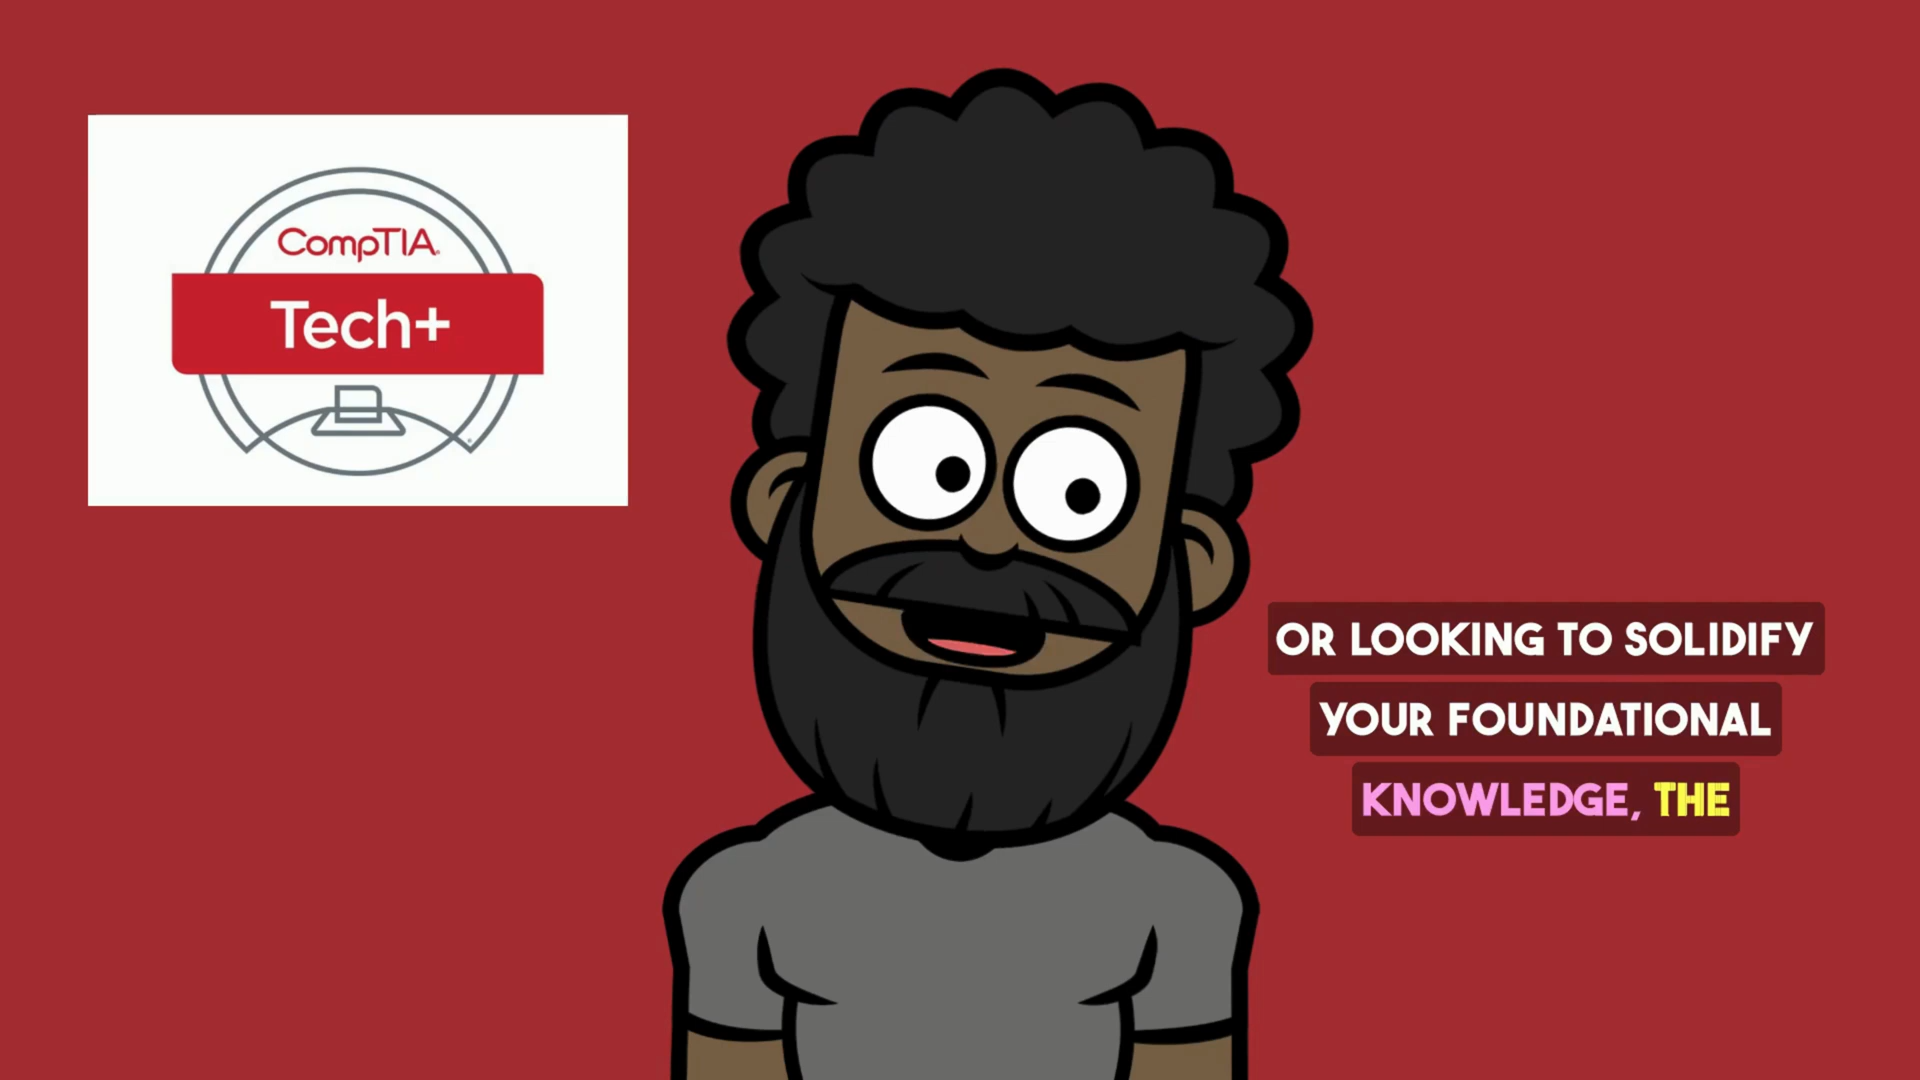 CompTIA
Tech+
OR LOOKING TO SOLIDIFY
YOUR FOUNDATIONAL
KNOWLEDGE, THE